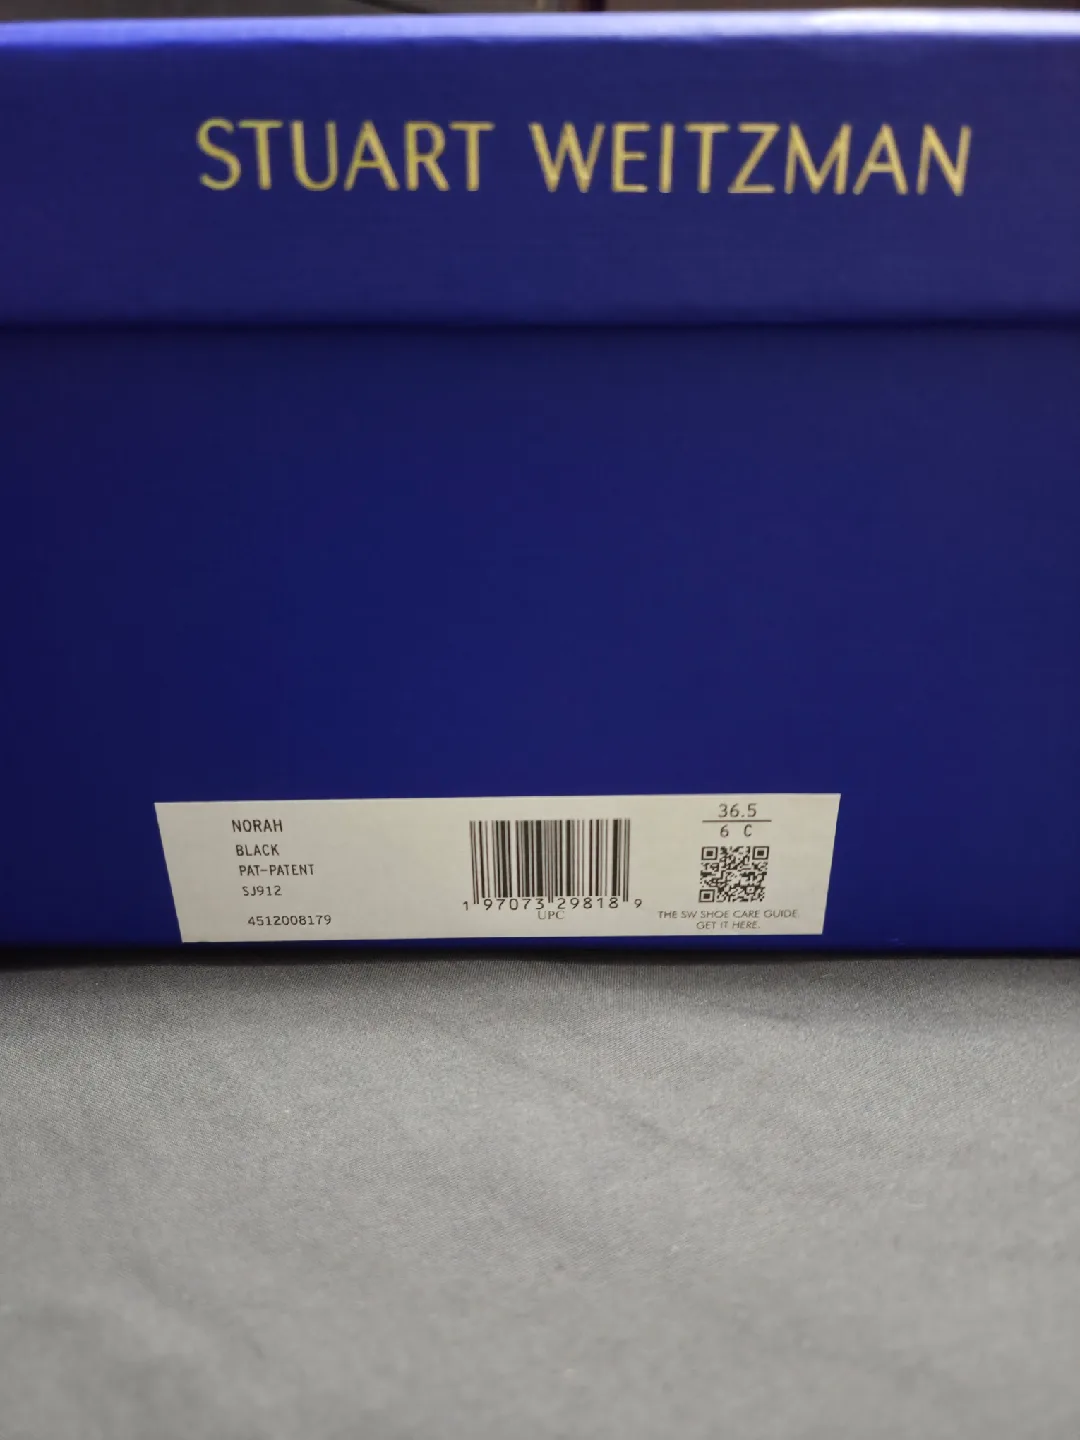 STUART WEITZMAN
NORAH
BLACK
PAT-PATENT
SJ912
4512008179
1 97073 29818 9
UPC
36.5
6 C
THE SW SHOE CARE GUIDE
GET IT HERE.